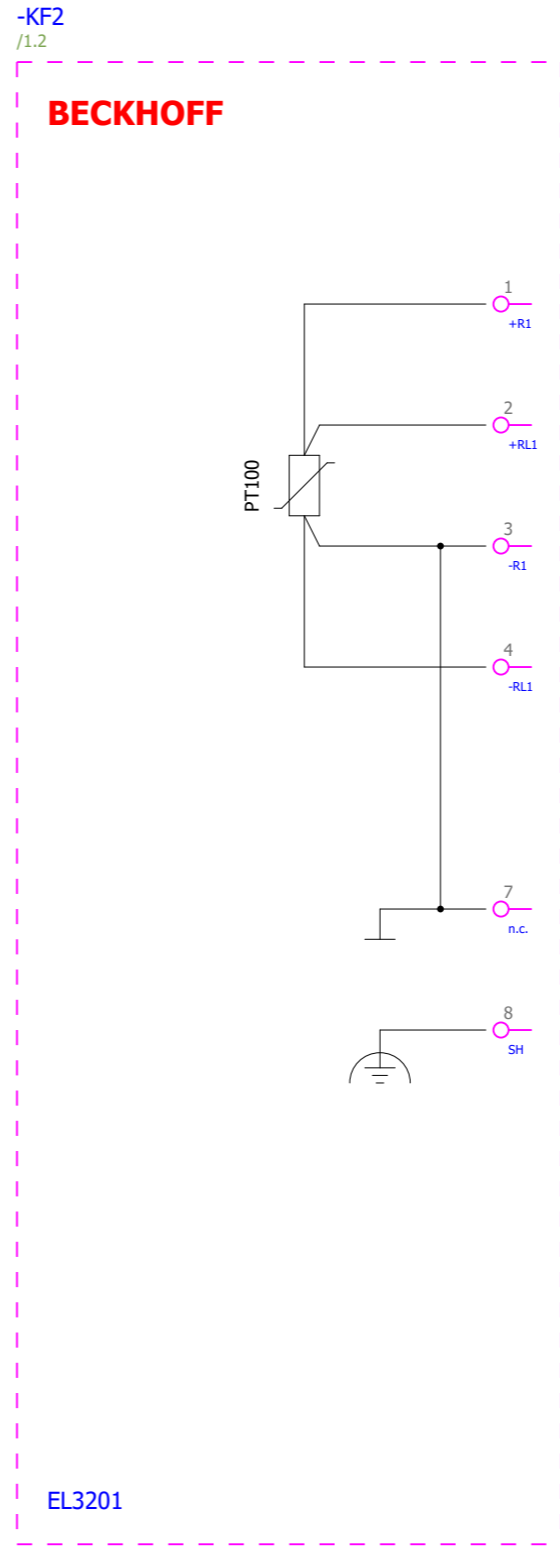 -KF2
/1.2
BECKHOFF
1
+R1
2
+RL1
PT100
3
-R1
4
-RL1
7
n.c.
8
SH
EL3201